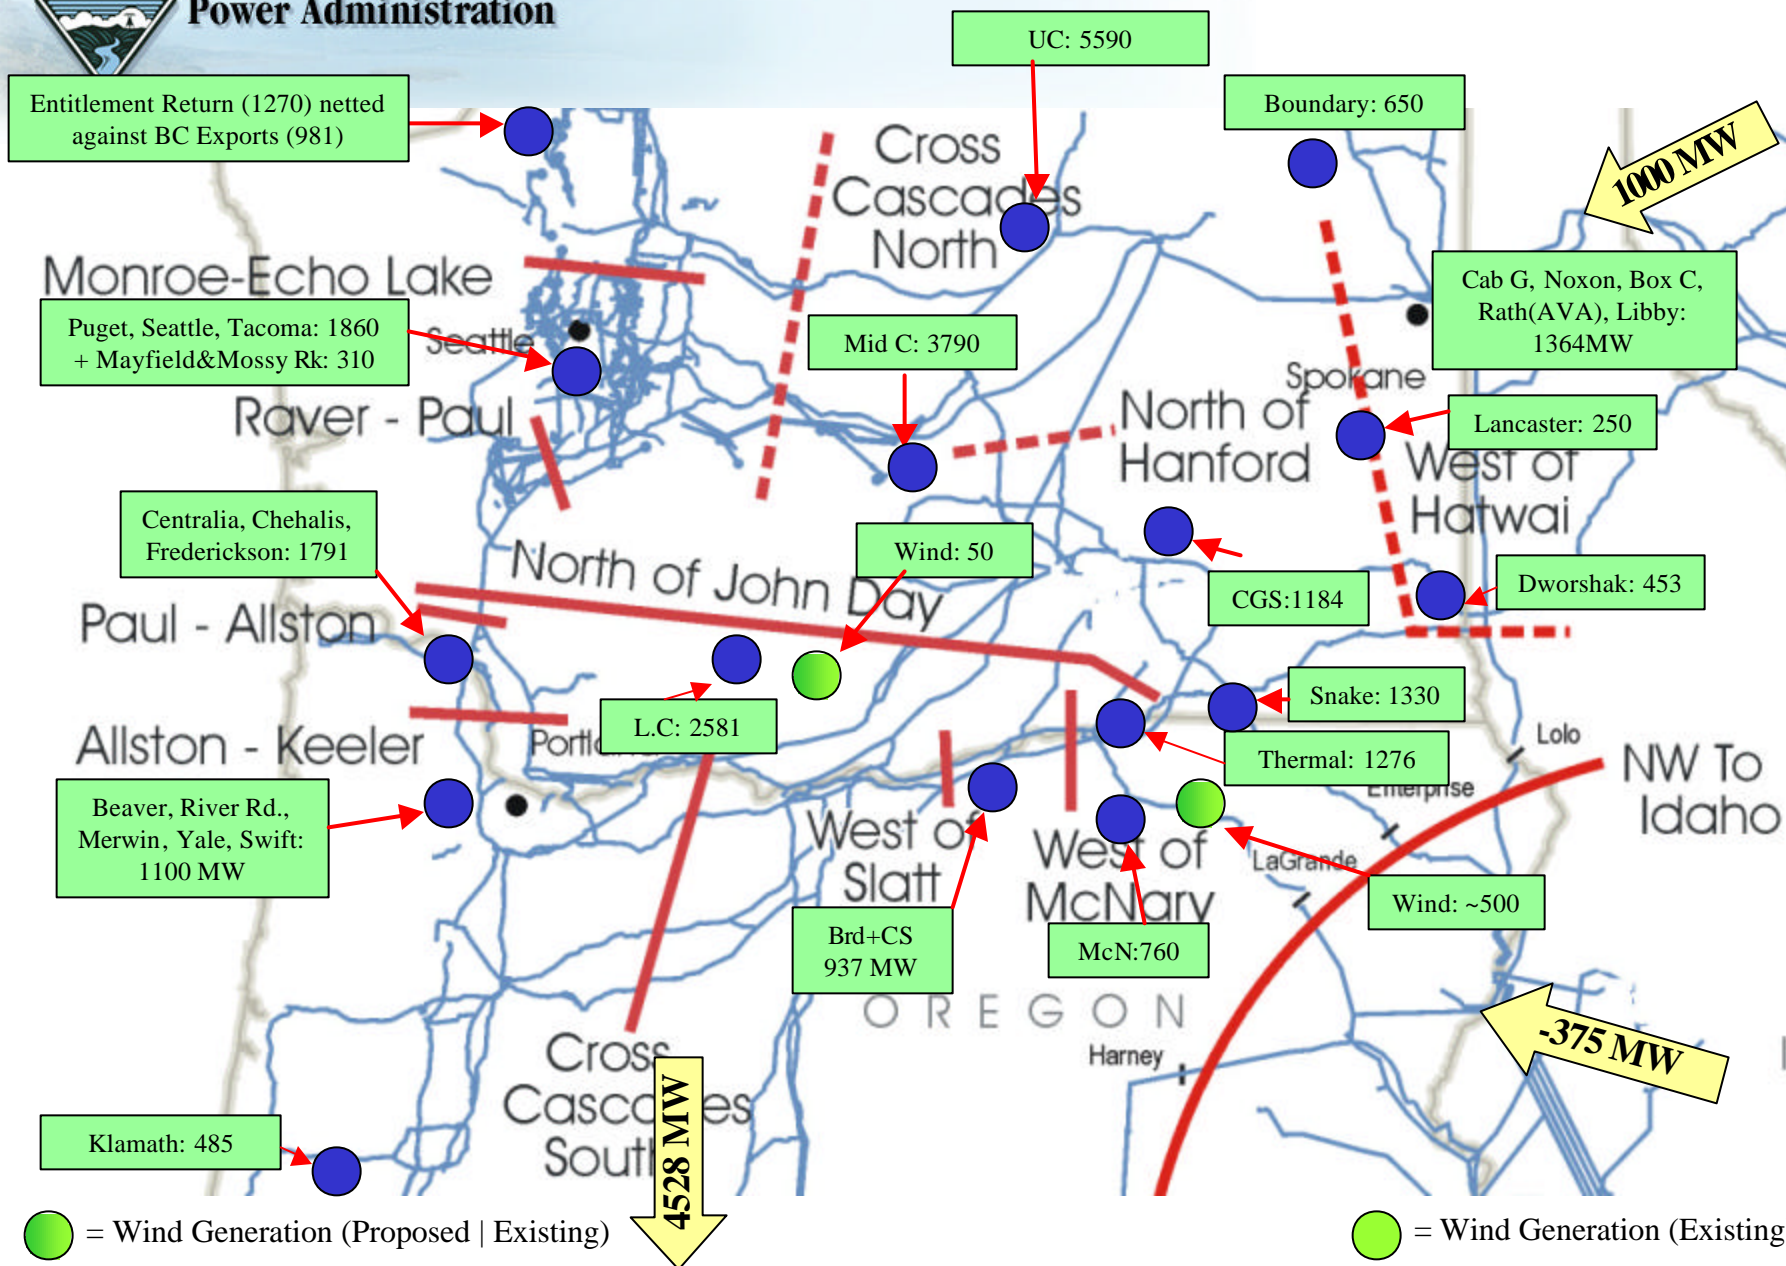 Power Administration
UC: 5590
Entitlement Return (1270) netted
against BC Exports (981)
Boundary: 650
1000 MW
Cross
Cascades
North
Monroe-Echo Lake
Cab G, Noxon, Box C,
Rath(AVA), Libby:
1364MW
Puget, Seattle, Tacoma: 1860
+ Mayfield&Mossy Rk: 310
Seattle
Mid C: 3790
Spokane
Raver - Paul
North of
Hanford
Lancaster: 250
West of
Hatwai
Centralia, Chehalis,
Frederickson: 1791
Wind: 50
North of John Day
CGS:1184
Dworshak: 453
Paul - Allston
L.C: 2581
Snake: 1330
Allston - Keeler
Thermal: 1276
Lolo
NW To
Idaho
Enterprise
Beaver, River Rd.,
Merwin, Yale, Swift:
1100 MW
West of
Slatt
West of
McNary
LaGrande
Wind: ~500
Brd+CS
937 MW
McN:760
OREGON
-375 MW
Harney
Cross
Cascades
South
4528 MW
Klamath: 485
= Wind Generation (Proposed | Existing)
= Wind Generation (Existing